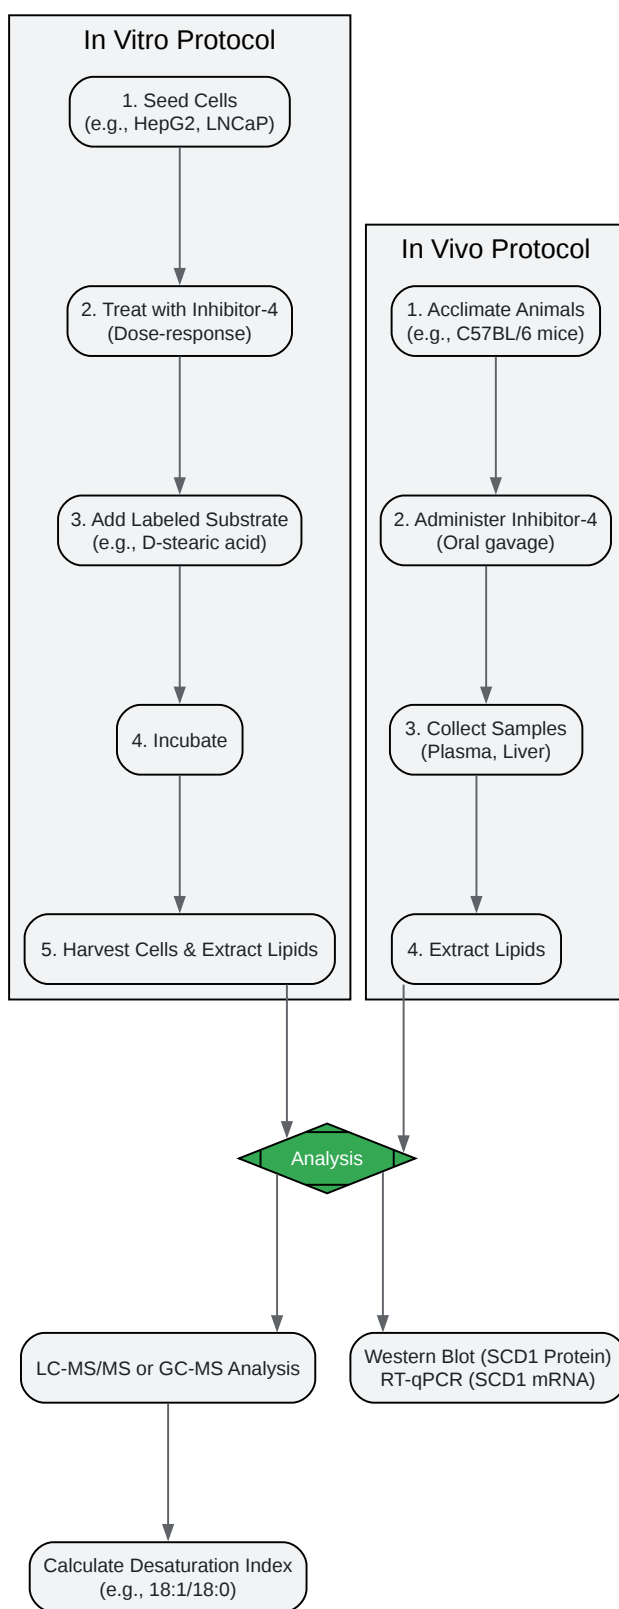 In Vitro Protocol
1. Seed Cells
(e.g., HepG2, LNCaP)
2. Treat with Inhibitor-4
(Dose-response)
3. Add Labeled Substrate
(e.g., D-stearic acid)
4. Incubate
5. Harvest Cells & Extract Lipids
In Vivo Protocol
1. Acclimate Animals
(e.g., C57BL/6 mice)
2. Administer Inhibitor-4
(Oral gavage)
3. Collect Samples
(Plasma, Liver)
4. Extract Lipids
Analysis
LC-MS/MS or GC-MS Analysis
Western Blot (SCD1 Protein)
RT-qPCR (SCD1 mRNA)
Calculate Desaturation Index
(e.g., 18:1/18:0)